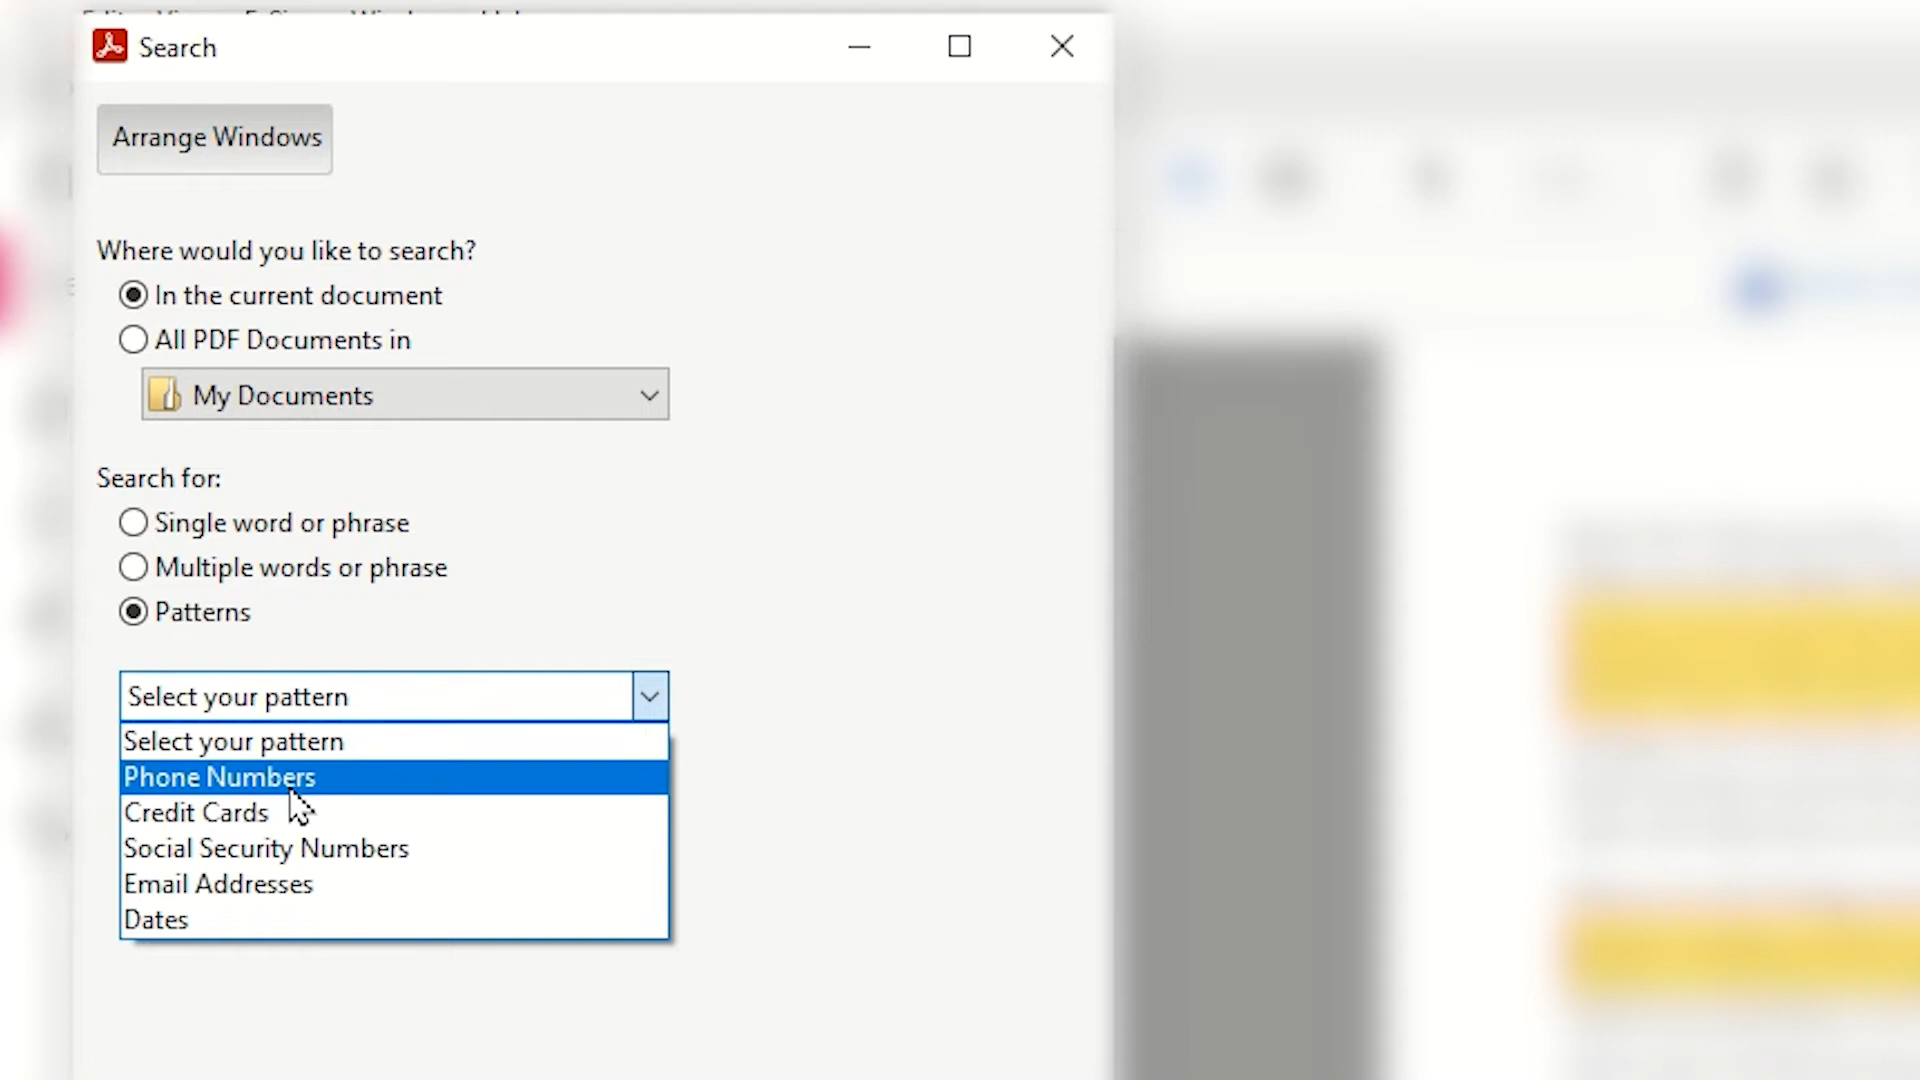 Search
Arrange Windows
Where would you like to search?
In the current document
All PDF Documents in
My Documents
Search for:
Single word or phrase
Multiple words or phrase
Patterns
Select your pattern
Select your pattern
Phone Numbers
Credit Cards
Social Security Numbers
Email Addresses
Dates